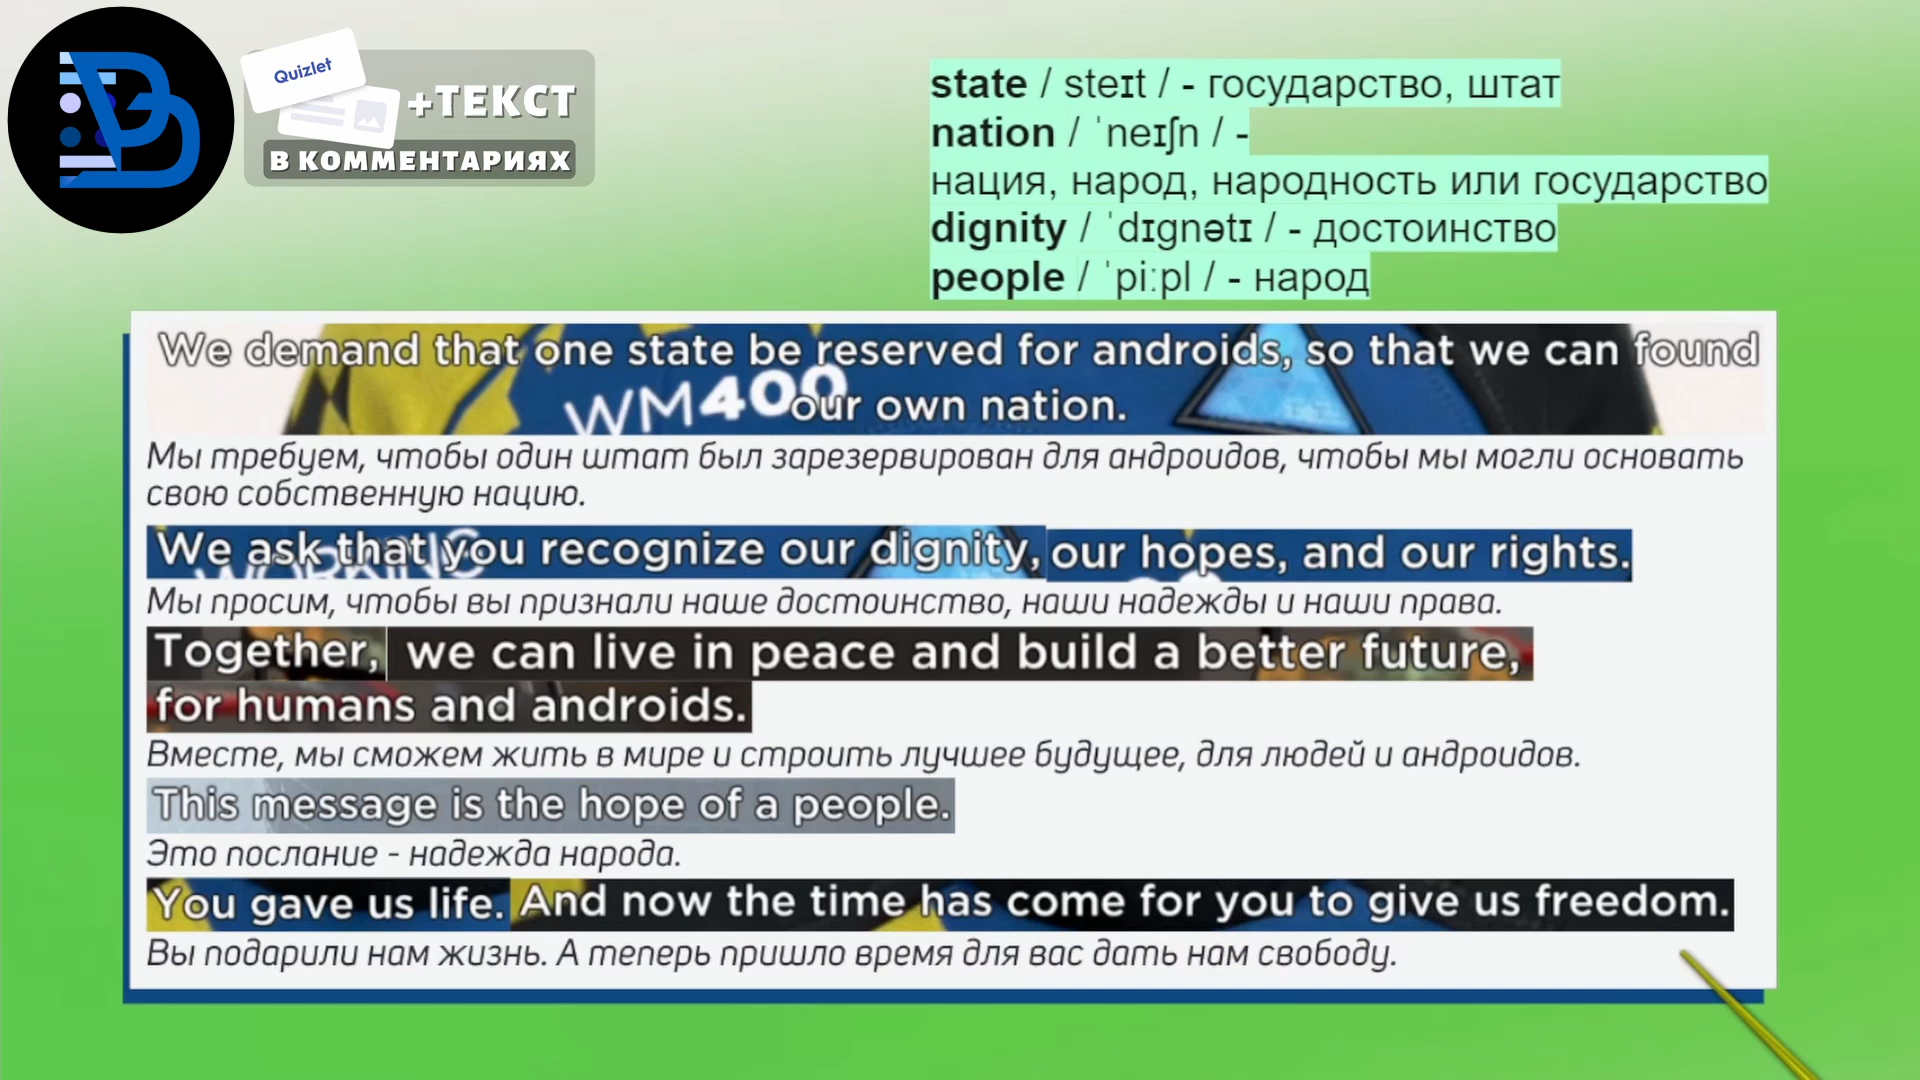 Quizlet
+ТЕКСТ
В КОММЕНТАРИЯХ
state / steɪt / - государство, штат
nation / ˈneɪʃn / -
нация, народ, народность или государство
dignity / ˈdɪɡnətɪ / - достоинство
people / ˈpiːpl / - народ
We demand that one state be reserved for androids, so that we can found
our own nation.
WM400
Мы требуем, чтобы один штат был зарезервирован для андроидов, чтобы мы могли основать
свою собственную нацию.
We ask that you recognize our dignity, our hopes, and our rights.
Мы просим, чтобы вы признали наше достоинство, наши надежды и наши права.
Together, we can live in peace and build a better future,
for humans and androids.
Вместе, мы сможем жить в мире и строить лучшее будущее, для людей и андроидов.
This message is the hope of a people.
Это послание - надежда народа.
You gave us life. And now the time has come for you to give us freedom.
Вы подарили нам жизнь. А теперь пришло время для вас дать нам свободу.